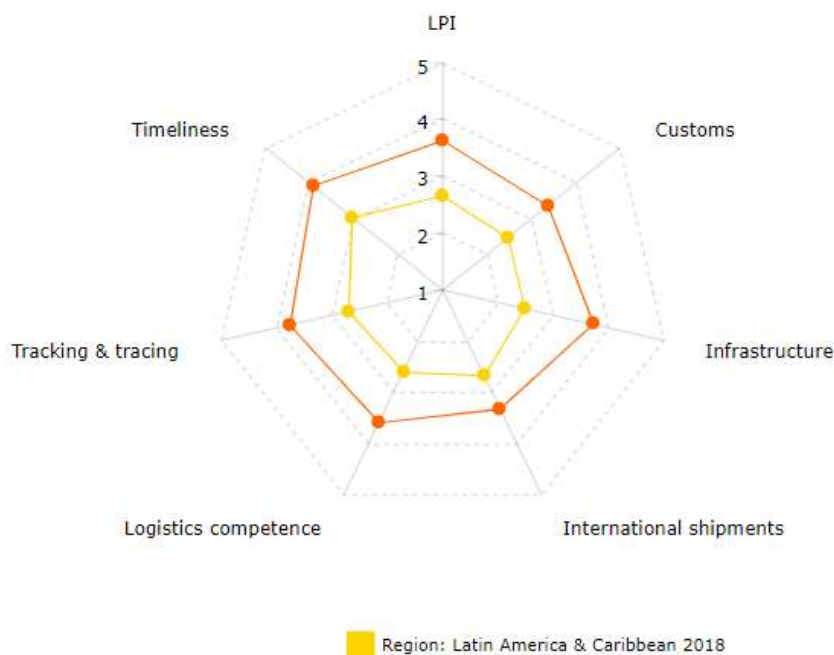 LPI
5
Timeliness
Customs
4
3
2
1
Tracking & tracing
Infrastructure
Logistics competence
International shipments
Region: Latin America & Caribbean 2018